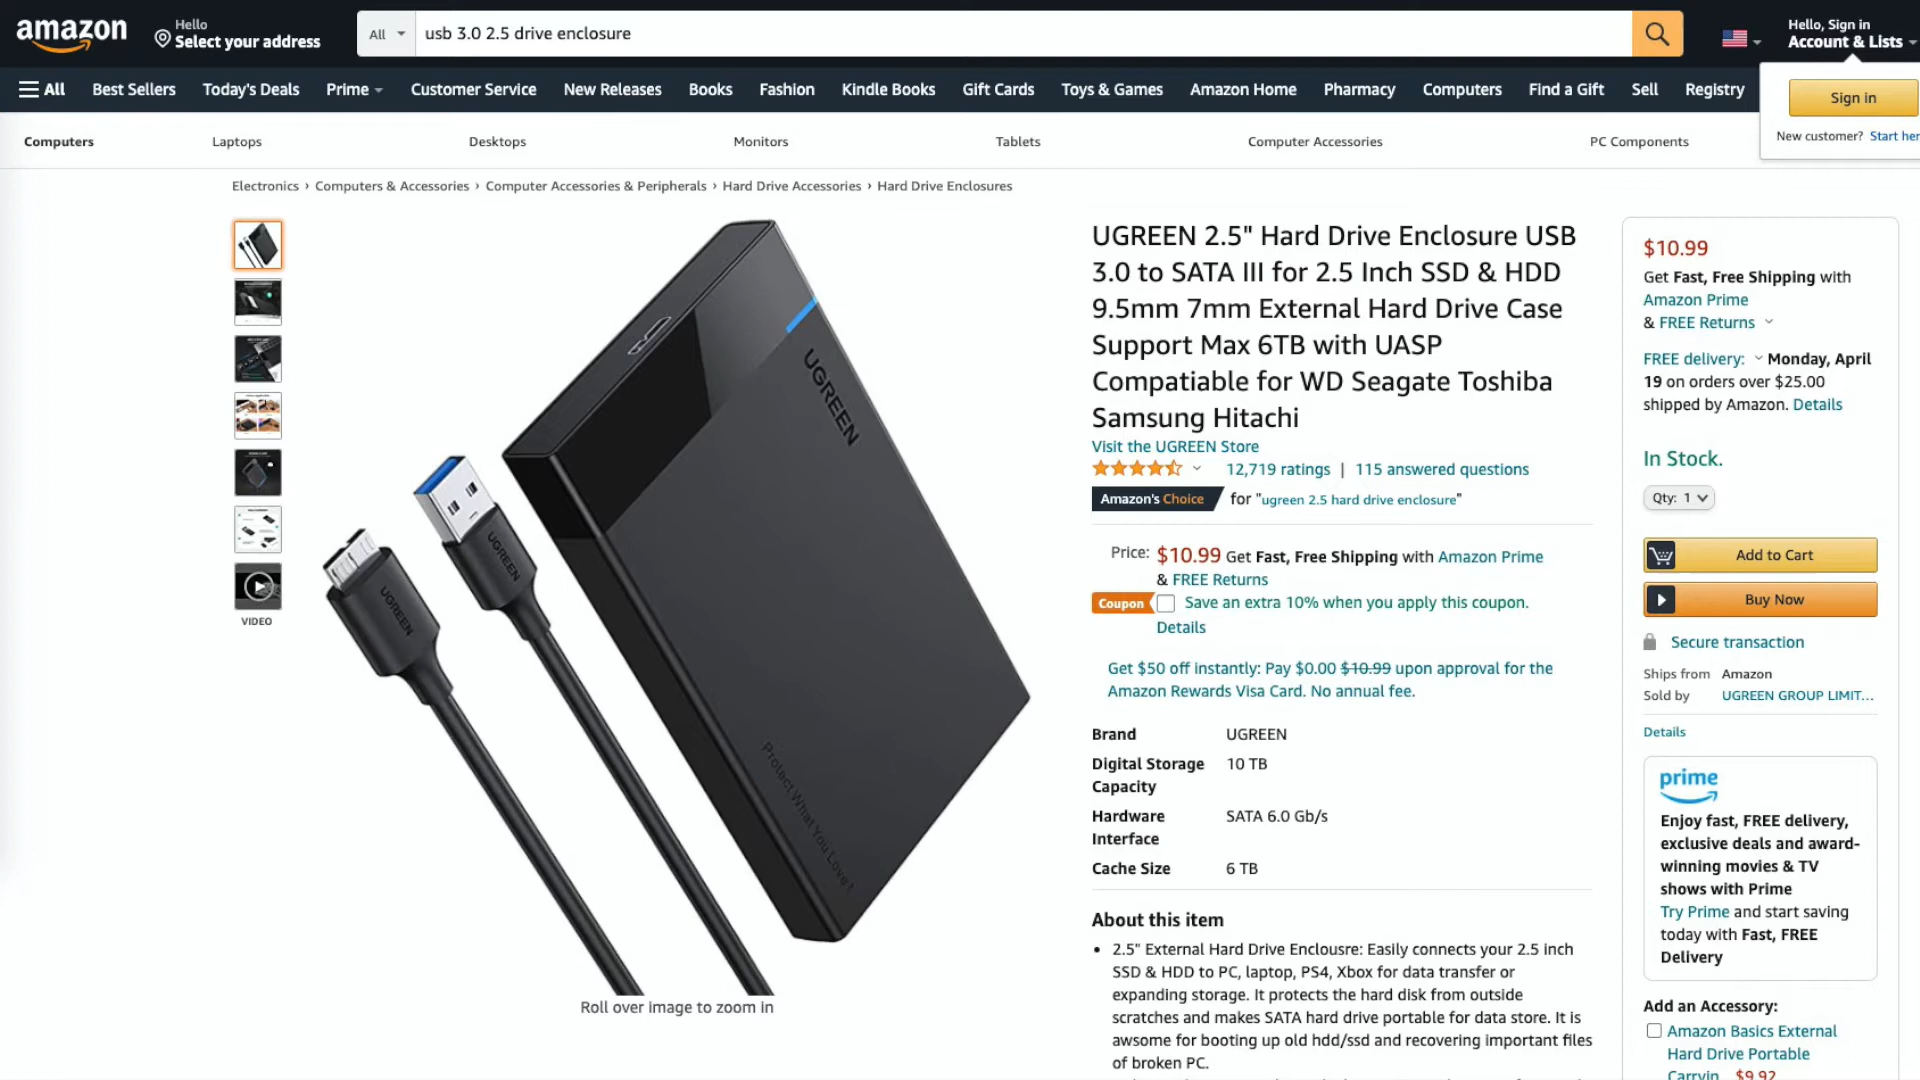 amazon
Hello
Select your address
All
usb 3.0 2.5 drive enclosure
Hello, Sign in
Account & Lists
All
Best Sellers
Today's Deals
Prime
Customer Service
New Releases
Books
Fashion
Kindle Books
Gift Cards
Toys & Games
Amazon Home
Pharmacy
Computers
Find a Gift
Sell
Registry
Sign in
New customer? Start her
Computers
Laptops
Desktops
Monitors
Tablets
Computer Accessories
PC Components
Electronics › Computers & Accessories › Computer Accessories & Peripherals › Hard Drive Accessories › Hard Drive Enclosures
VIDEO
UGREEN
UGREEN
UGREEN
Protect What You Love!
Roll over image to zoom in
UGREEN 2.5" Hard Drive Enclosure USB
3.0 to SATA III for 2.5 Inch SSD & HDD
9.5mm 7mm External Hard Drive Case
Support Max 6TB with UASP
Compatiable for WD Seagate Toshiba
Samsung Hitachi
Visit the UGREEN Store
12,719 ratings | 115 answered questions
Amazon's Choice for "ugreen 2.5 hard drive enclosure"
Price: $10.99 Get Fast, Free Shipping with Amazon Prime
& FREE Returns
Coupon Save an extra 10% when you apply this coupon.
Details
Get $50 off instantly: Pay $0.00 $10.99 upon approval for the
Amazon Rewards Visa Card. No annual fee.
Brand UGREEN
Digital Storage 10 TB
Capacity
Hardware SATA 6.0 Gb/s
Interface
Cache Size 6 TB
About this item
• 2.5" External Hard Drive Enclousre: Easily connects your 2.5 inch
SSD & HDD to PC, laptop, PS4, Xbox for data transfer or
expanding storage. It protects the hard disk from outside
scratches and makes SATA hard drive portable for data store. It is
awsome for booting up old hdd/ssd and recovering important files
of broken PC.
$10.99
Get Fast, Free Shipping with
Amazon Prime
& FREE Returns
FREE delivery: Monday, April
19 on orders over $25.00
shipped by Amazon. Details
In Stock.
Qty: 1
Add to Cart
Buy Now
Secure transaction
Ships from Amazon
Sold by UGREEN GROUP LIMIT...
Details
prime
Enjoy fast, FREE delivery,
exclusive deals and award-
winning movies & TV
shows with Prime
Try Prime and start saving
today with Fast, FREE
Delivery
Add an Accessory:
Amazon Basics External
Hard Drive Portable
Carryin... $9.92